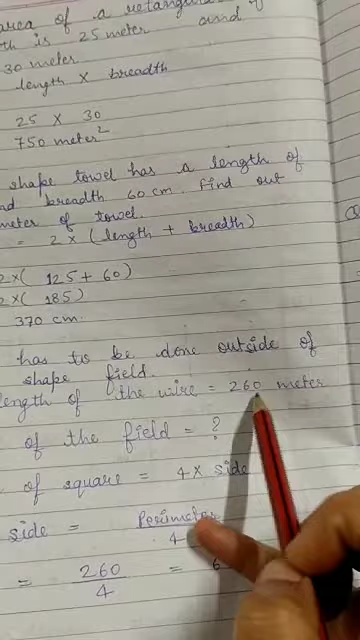 area of a retangular
is 25 meter and
30 meter
length × breadth
25 × 30
750 meter²
shape towel has a length of
breadth 60 cm. Find out
of towel.
= 2 × (length + breadth)
2×( 125 + 60)
2×( 185)
370 cm.
has to be done outside of
shape field.
length of the wire = 260 meter
of the field = ?
of square = 4 × side
side = Perimeter
4
= 260 =
4